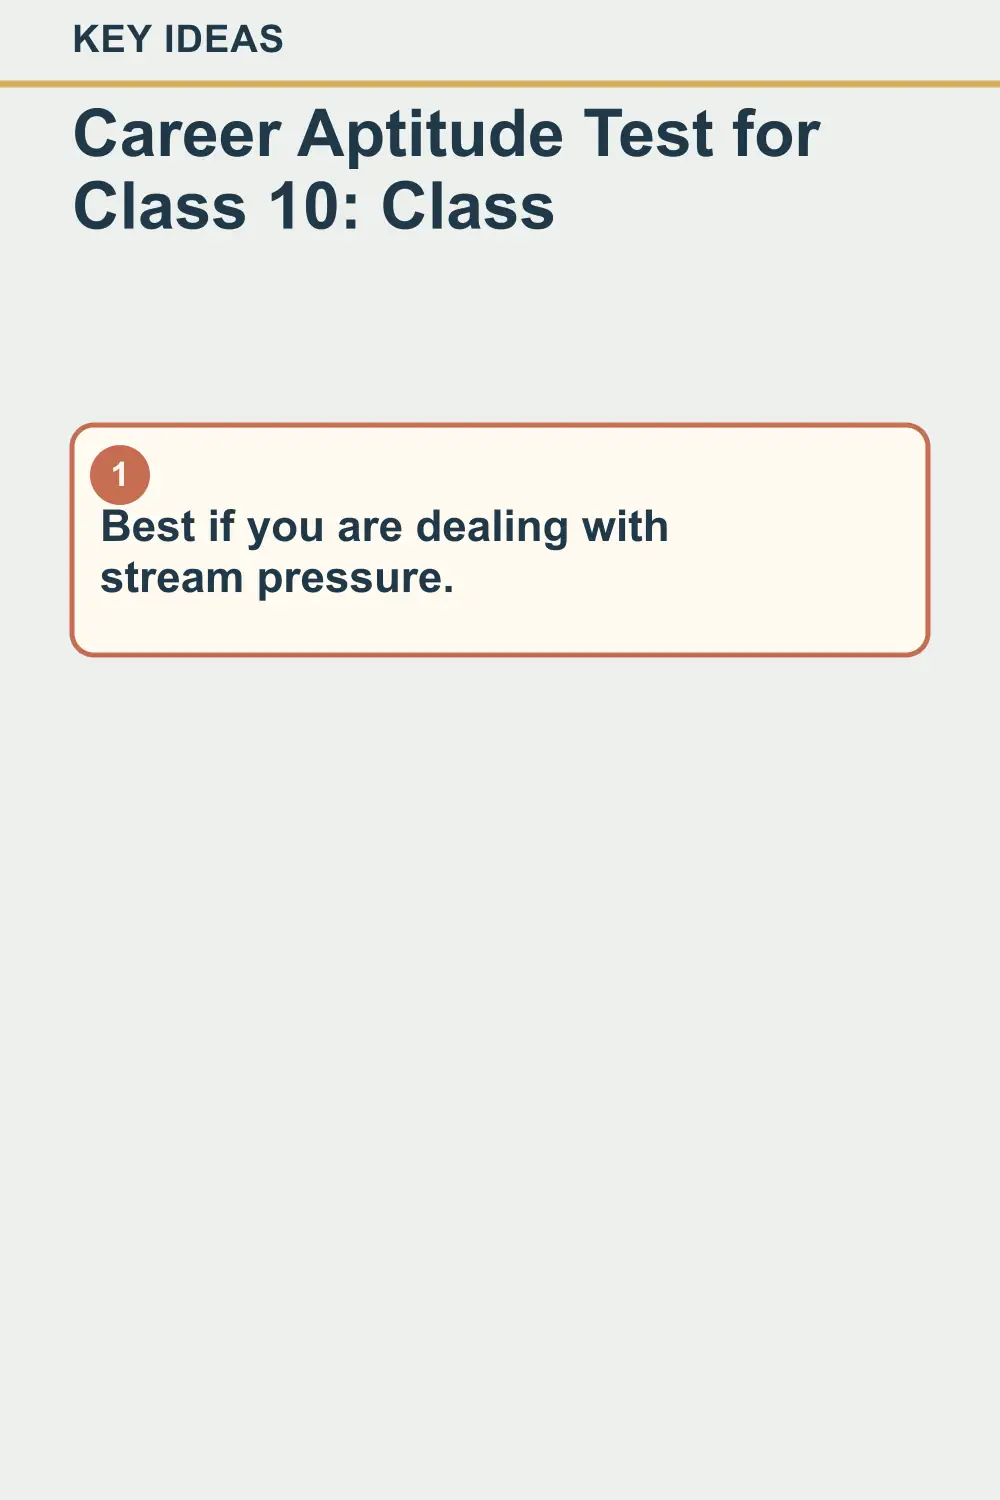 KEY IDEAS
Career Aptitude Test for
Class 10: Class
1
Best if you are dealing with
stream pressure.